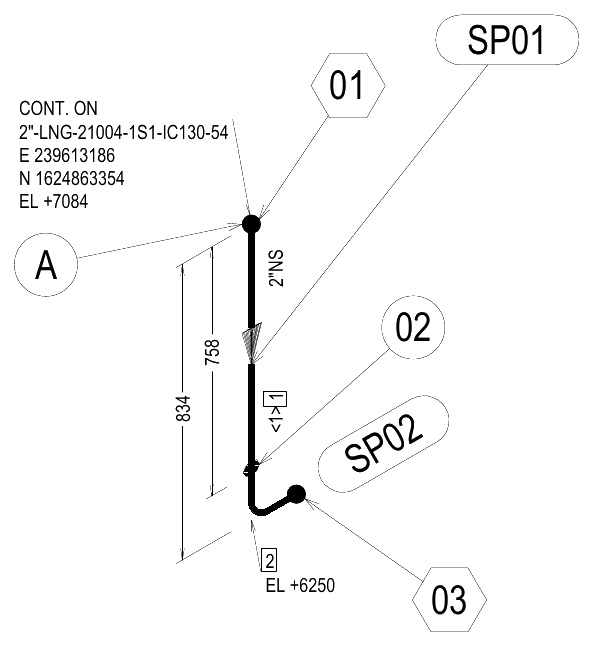 SP01
01
CONT. ON
2"-LNG-21004-1S1-IC130-54
E 239613186
N 1624863354
EL +7084
A
2"NS
02
758
834
<1> 1
SP02
2
EL +6250
03